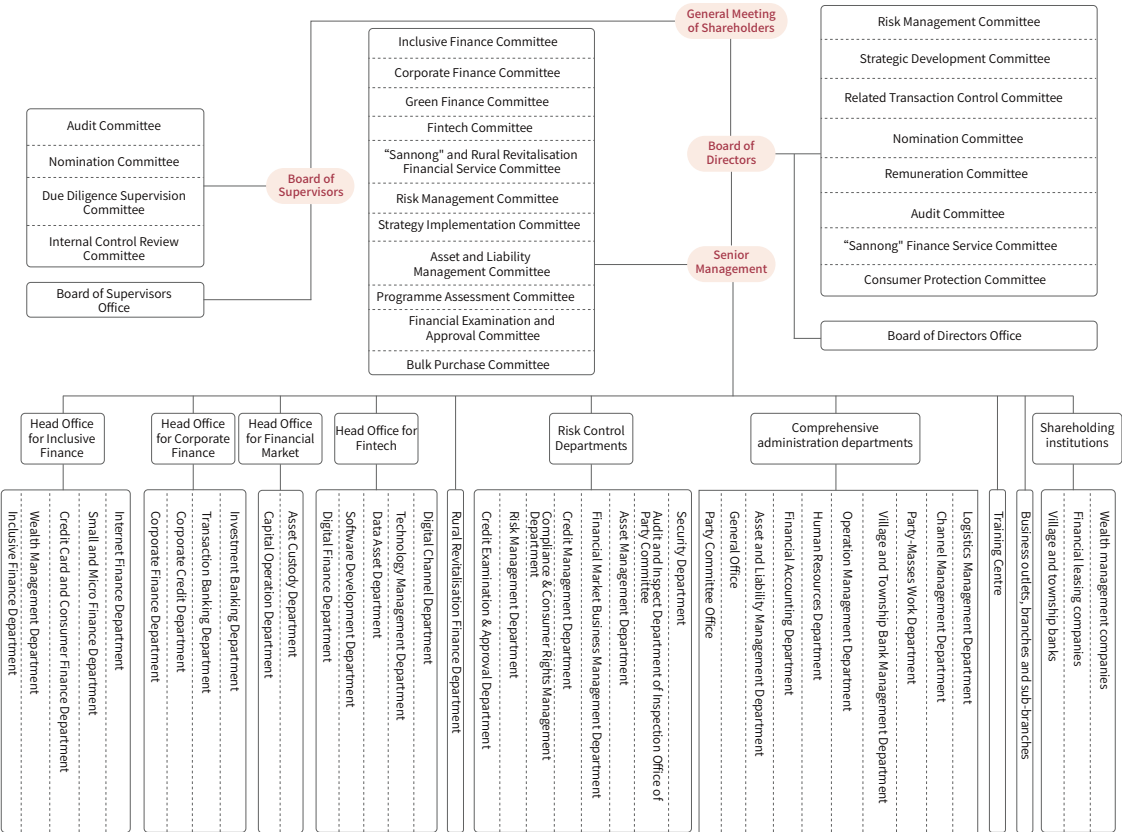 General Meeting
of Shareholders
Board of
Supervisors
Audit Committee
Nomination Committee
Due Diligence Supervision
Committee
Internal Control Review
Committee
Board of Supervisors
Office
Inclusive Finance Committee
Corporate Finance Committee
Green Finance Committee
Fintech Committee
“Sannong” and Rural Revitalisation
Financial Service Committee
Risk Management Committee
Strategy Implementation Committee
Asset and Liability
Management Committee
Programme Assessment Committee
Financial Examination and
Approval Committee
Bulk Purchase Committee
Board of
Directors
Senior
Management
Risk Management Committee
Strategic Development Committee
Related Transaction Control Committee
Nomination Committee
Remuneration Committee
Audit Committee
“Sannong” Finance Service Committee
Consumer Protection Committee
Board of Directors Office
Head Office
for Inclusive
Finance
Head Office
for Corporate
Finance
Head Office
for Financial
Market
Head Office for
Fintech
Risk Control
Departments
Comprehensive
administration departments
Shareholding
institutions
Inclusive Finance Department
Wealth Management Department
Credit Card and Consumer Finance Department
Small and Micro Finance Department
Internet Finance Department
Corporate Finance Department
Corporate Credit Department
Transaction Banking Department
Investment Banking Department
Capital Operation Department
Asset Custody Department
Digital Finance Department
Software Development Department
Data Asset Department
Technology Management Department
Digital Channel Department
Rural Revitalisation Finance Department
Credit Examination & Approval Department
Risk Management Department
Compliance & Consumer Rights Management
Department
Credit Management Department
Financial Market Business Management Department
Asset Management Department
Audit and Inspect Department of Inspection Office of
Party Committee
Security Department
Party Committee Office
General Office
Asset and Liability Management Department
Financial Accounting Department
Human Resources Department
Operation Management Department
Village and Township Bank Management Department
Party-Masses Work Department
Channel Management Department
Logistics Management Department
Training Centre
Business outlets, branches and sub-branches
Village and township banks
Financial leasing companies
Wealth management companies